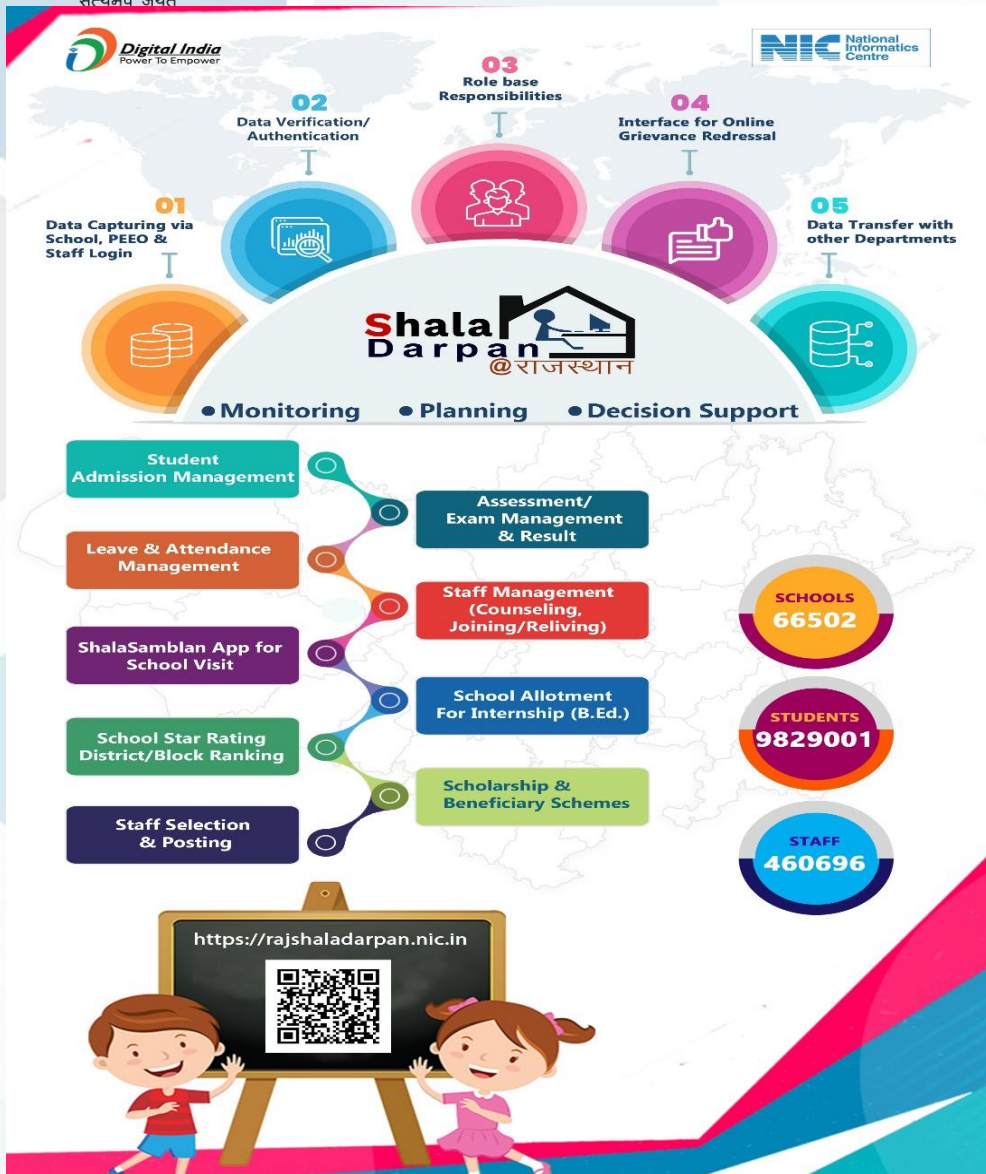 सत्यमेव जयते
Digital India
Power To Empower
NIC National
Informatics
Centre
01
Data Capturing via
School, PEEO &
Staff Login
02
Data Verification/
Authentication
03
Role base
Responsibilities
04
Interface for Online
Grievance Redressal
05
Data Transfer with
other Departments
Shala
Darpan
@राजस्थान
• Monitoring • Planning • Decision Support
Student
Admission Management
Assessment/
Exam Management
& Result
Leave & Attendance
Management
Staff Management
(Counseling,
Joining/Reliving)
ShalaSamblan App for
School Visit
School Allotment
For Internship (B.Ed.)
School Star Rating
District/Block Ranking
Scholarship &
Beneficiary Schemes
Staff Selection
& Posting
SCHOOLS
66502
STUDENTS
9829001
STAFF
460696
https://rajshaladarpan.nic.in